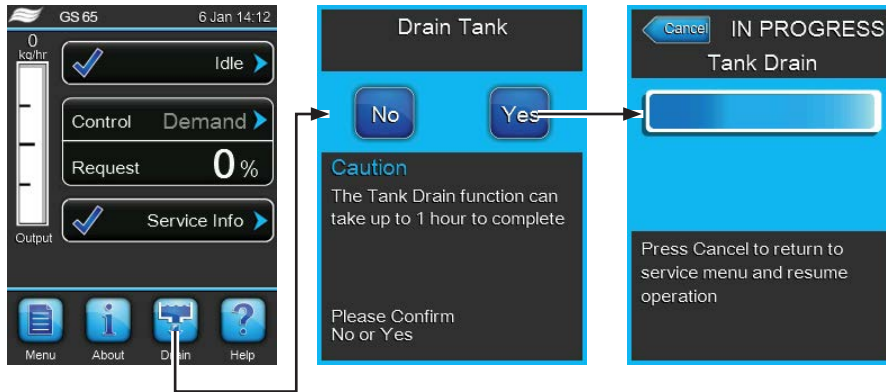 GS 65
6 Jan 14:12
0
kg/hr
Idle
Control
Demand
Request
0 %
Service Info
Output
Menu
About
Drain
Help
Drain Tank
No
Yes
Caution
The Tank Drain function can
take up to 1 hour to complete
Please Confirm
No or Yes
Cancel
IN PROGRESS
Tank Drain
Press Cancel to return to
service menu and resume
operation